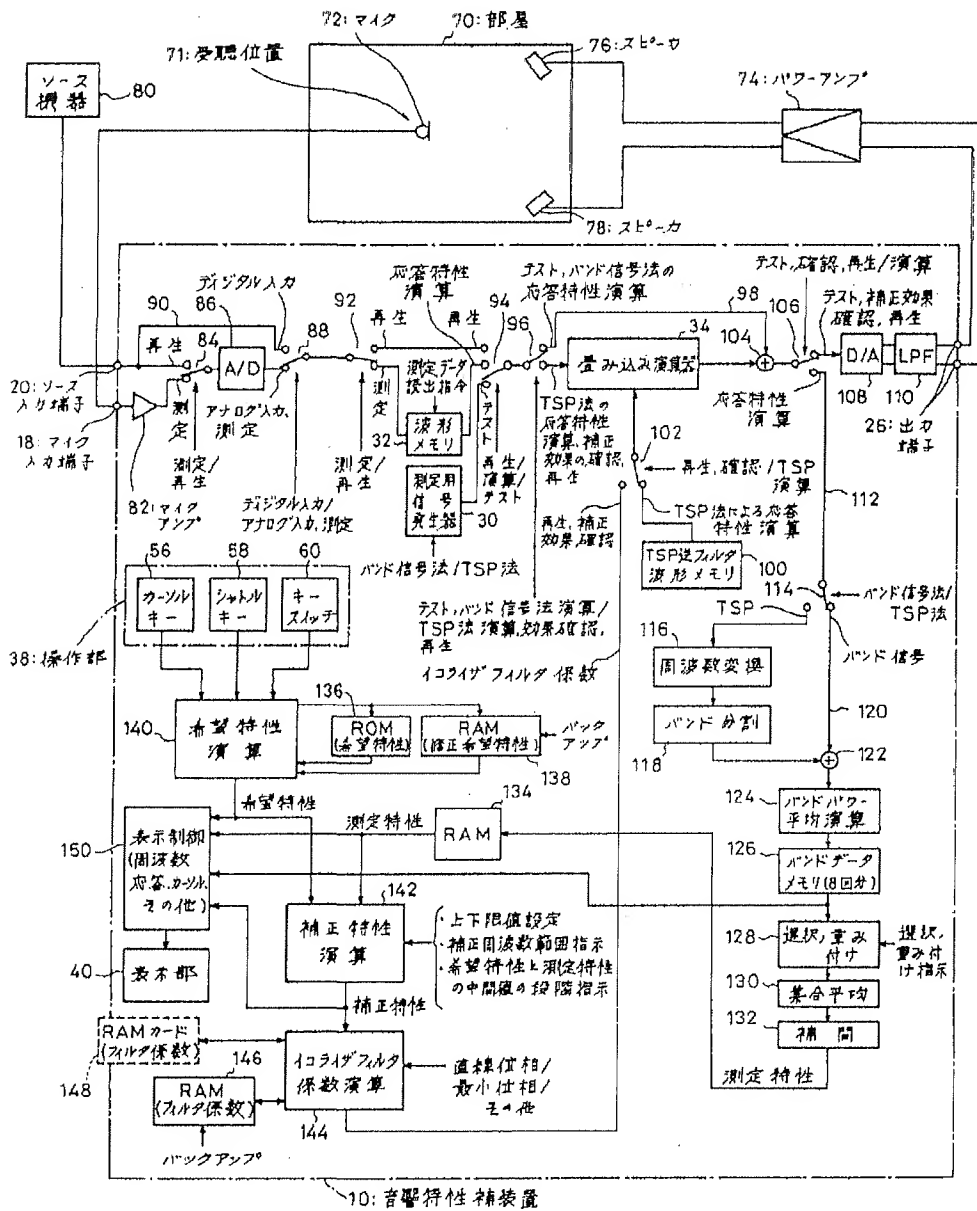 72:マイク
70:部屋
71:受聴位置
76:スピーカ
74:パワーアンプ
ソース
機器
80
78:スピーカ
ディジタル入力
応答特性
演算
テスト,バンド信号法の
応答特性演算
テスト,確認,再生/演算
テスト,補正効果
確認,再生
90
86
92
94
96
98
34
104
106
再生
84
88
再生
再生
A/D
測定データ
読出指令
畳み込み演算器
D/A
LPF
20:ソース
入力端子
測定
アナログ入力,
測定
測定
テスト
TSP法の
応答特性
演算,補正
効果の確認,
再生
応答特性
演算
108
110
26:出力
端子
18:マイク
入力端子
32
波形
メモリ
102
測定/
再生
測定/
再生
再生/
演算/
テスト
再生,確認/TSP
演算
112
82:マイク
アンプ
ディジタル入力/
アナログ入力,測定
測定用
信号
発生器
30
再生,補正
効果,確認
TSP法による応答
特性演算
バンド信号法/TSP法
TSP逆フィルタ
波形メモリ
100
56
58
60
カーソル
キー
シャトル
キー
キー
スイッチ
テスト,バンド信号法演算/
TSP法演算,効果確認,
再生
TSP
114
バンド信号法/
TSP法
38:操作部
116
周波数変換
バンド信号
イコライザフィルタ係数
136
140
希望特性
演算
ROM
(希望特性)
RAM
(修正希望特性)
バック
アップ
138
バンド分割
118
120
122
希望特性
134
測定特性
RAM
124
バンドパワー
平均演算
150
表示制御
(周波数
応答,カーソル,
その他)
126
バンドデータ
メモリ(8回分)
142
補正特性
演算
・上下限値設定
・補正周波数範囲指示
・希望特性と測定特性
の中間値の段階指示
128
選択,重み
付け
選択,
重み付
け指示
40
表示部
130
集合平均
補正特性
132
補間
RAMカード
(フィルタ係数)
148
146
イコライザフィルタ
係数演算
直線位相/
最小位相/
その他
測定特性
RAM
(フィルタ係数)
144
バックアップ
10:音響特性補装置